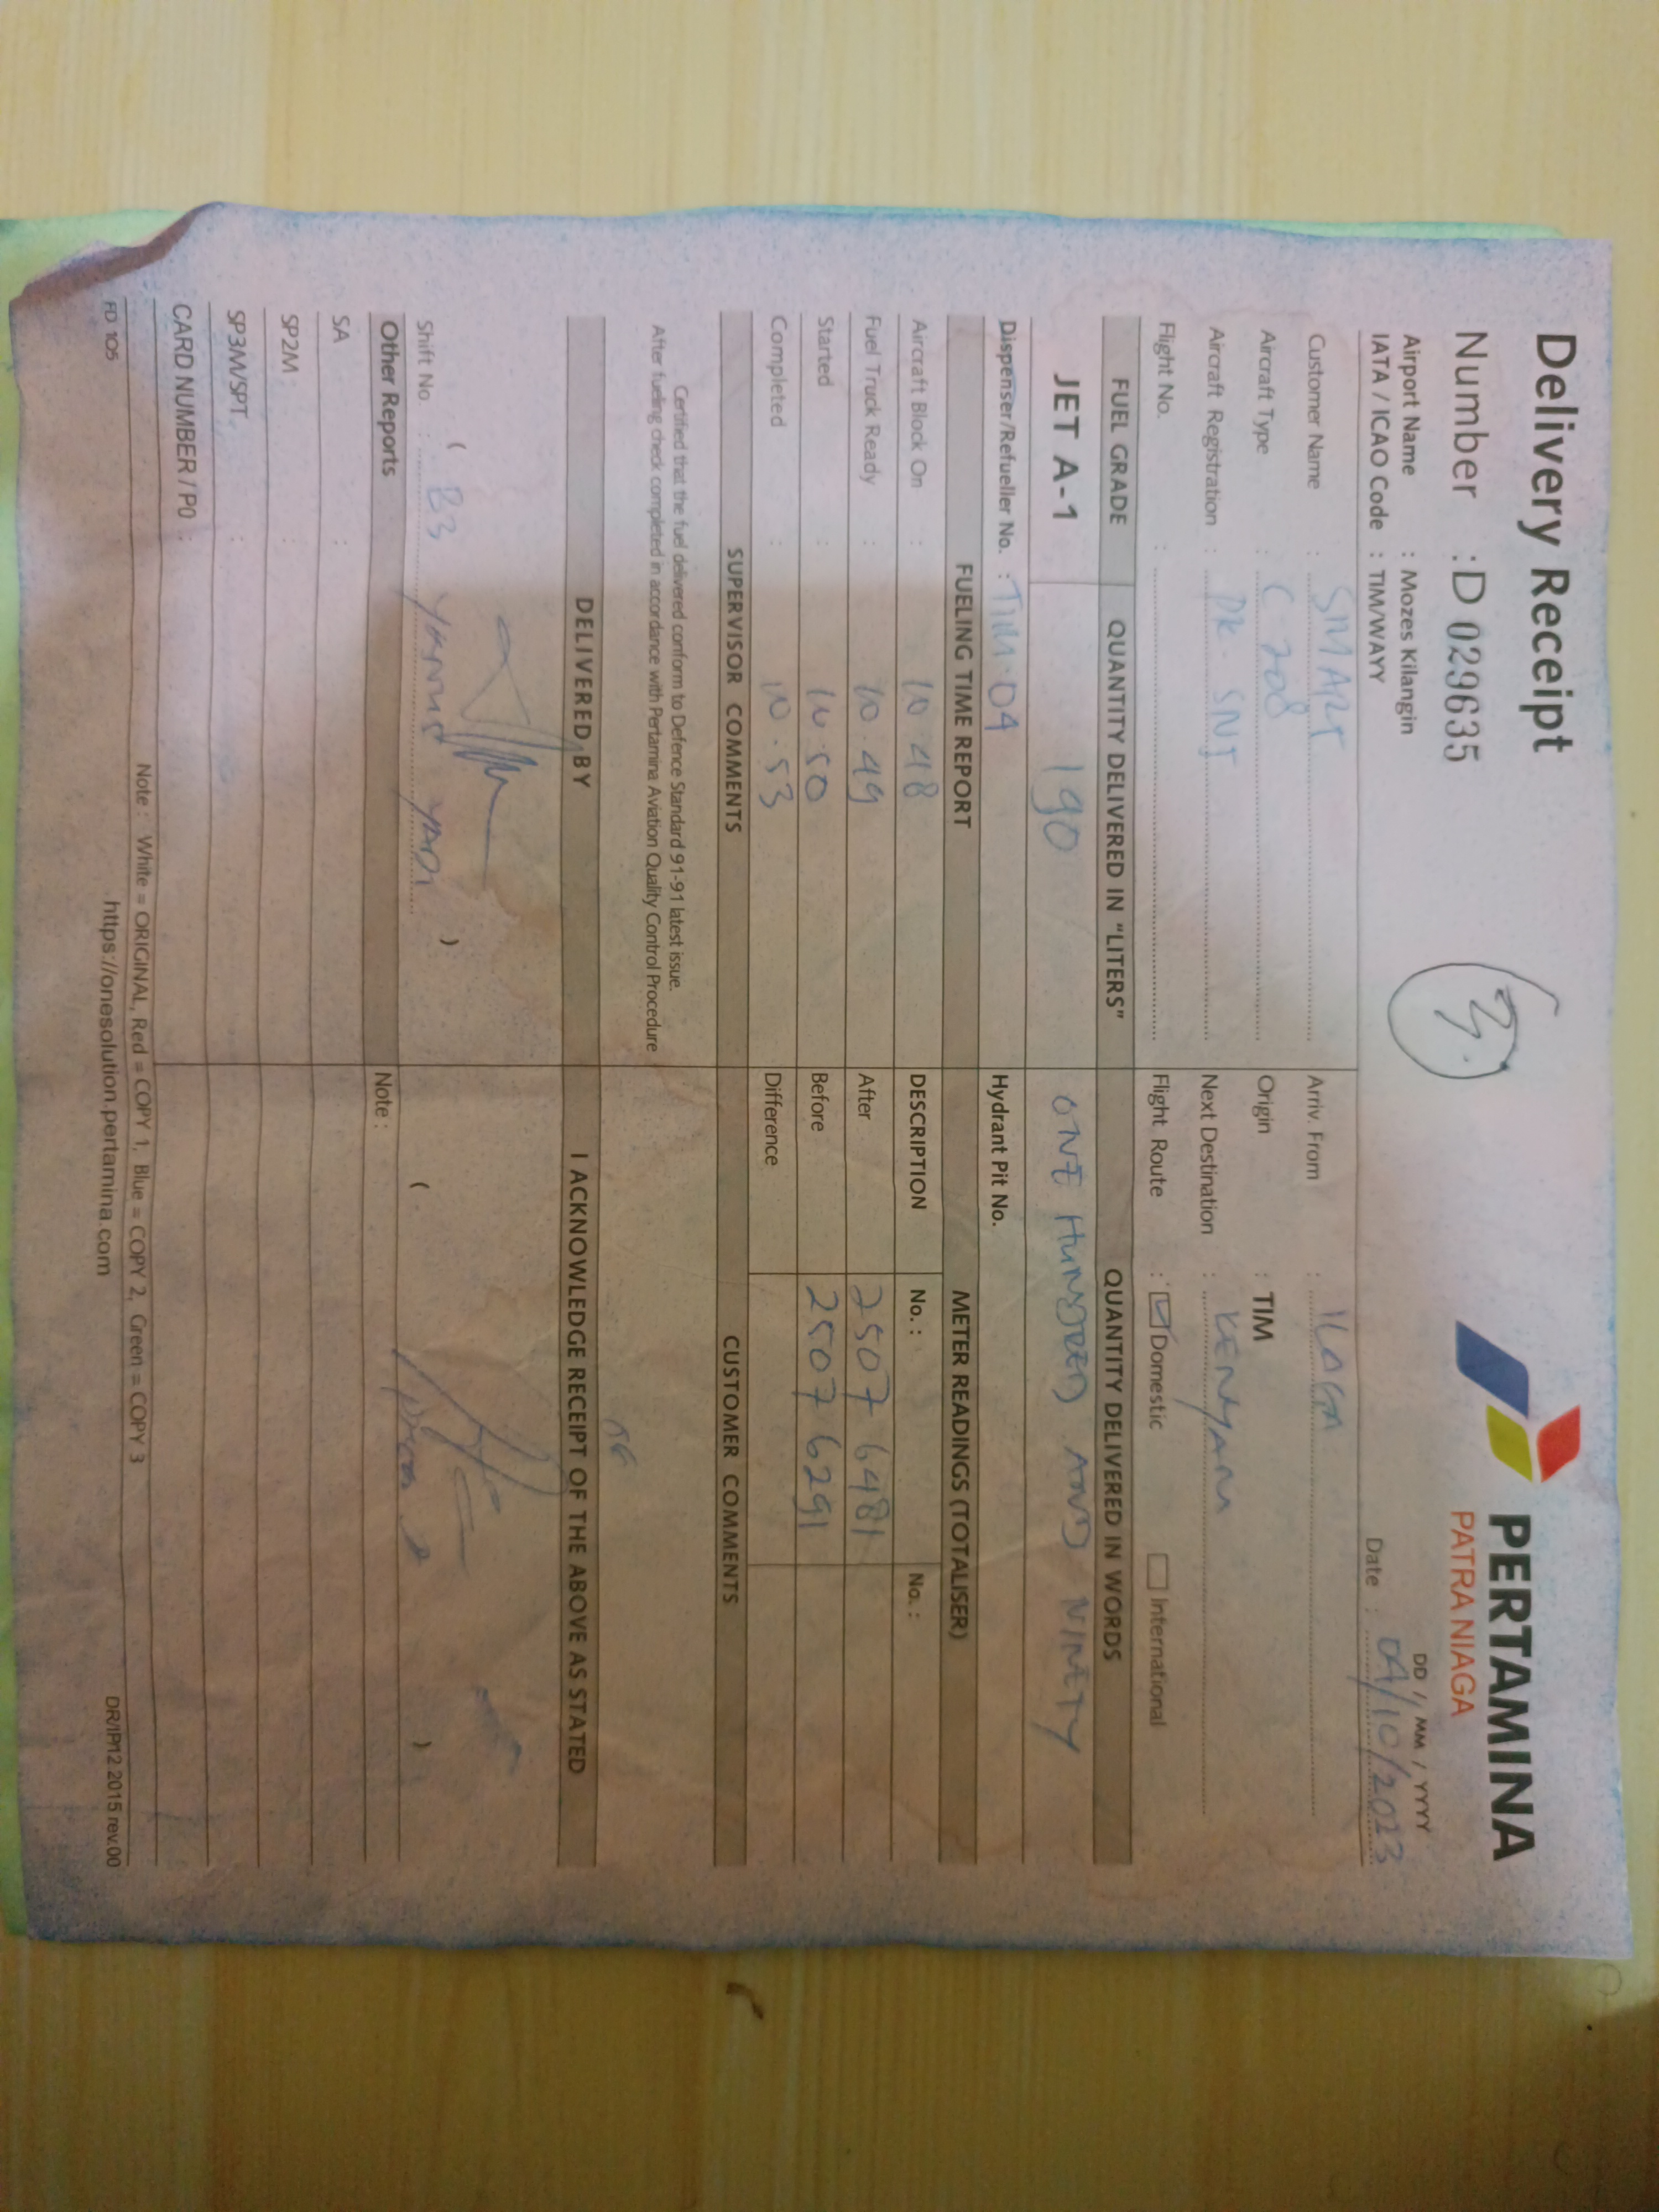 Delivery Receipt
PERTAMINA
PATRA NIAGA
Number : D 029635
3.
DD / MM / YYYY
Airport Name : Mozes Kilangin
IATA / ICAO Code : TIM/WAYY
Date : 04/10/2023
Customer Name : SMART
Arriv. From : ILAGA
Aircraft Type : C 208
Origin : TIM
Aircraft Registration : PK-SNJ
Next Destination : KENYAM
Flight No. :
Flight Route : Domestic International
FUEL GRADE QUANTITY DELIVERED IN "LITERS" QUANTITY DELIVERED IN WORDS
JET A-1 190 ONE HUNDRED AND NINETY
Dispenser/Refueller No. : TIM-04 Hydrant Pit No.
FUELING TIME REPORT METER READINGS (TOTALISER)
Aircraft Block On : 10.48 DESCRIPTION No. : No. :
Fuel Truck Ready : 10.49 After 2507 6481
Started : 10.50 Before 2507 6291
Completed : 10.53 Difference
SUPERVISOR COMMENTS CUSTOMER COMMENTS
Certified that the fuel delivered conform to Defence Standard 91-91 latest issue.
After fueling check completed in accordance with Pertamina Aviation Quality Control Procedure
DELIVERED BY I ACKNOWLEDGE RECEIPT OF THE ABOVE AS STATED
( ) ( )
Shift No. : B3 YADI
Other Reports Note :
SA :
SP2M : :
SP3M/SPT. :
CARD NUMBER / PO :
Note : White = ORIGINAL, Red = COPY 1, Blue = COPY 2, Green = COPY 3
FD 105 https://onesolution.pertamina.com DR/IPI12 2015 rev.00